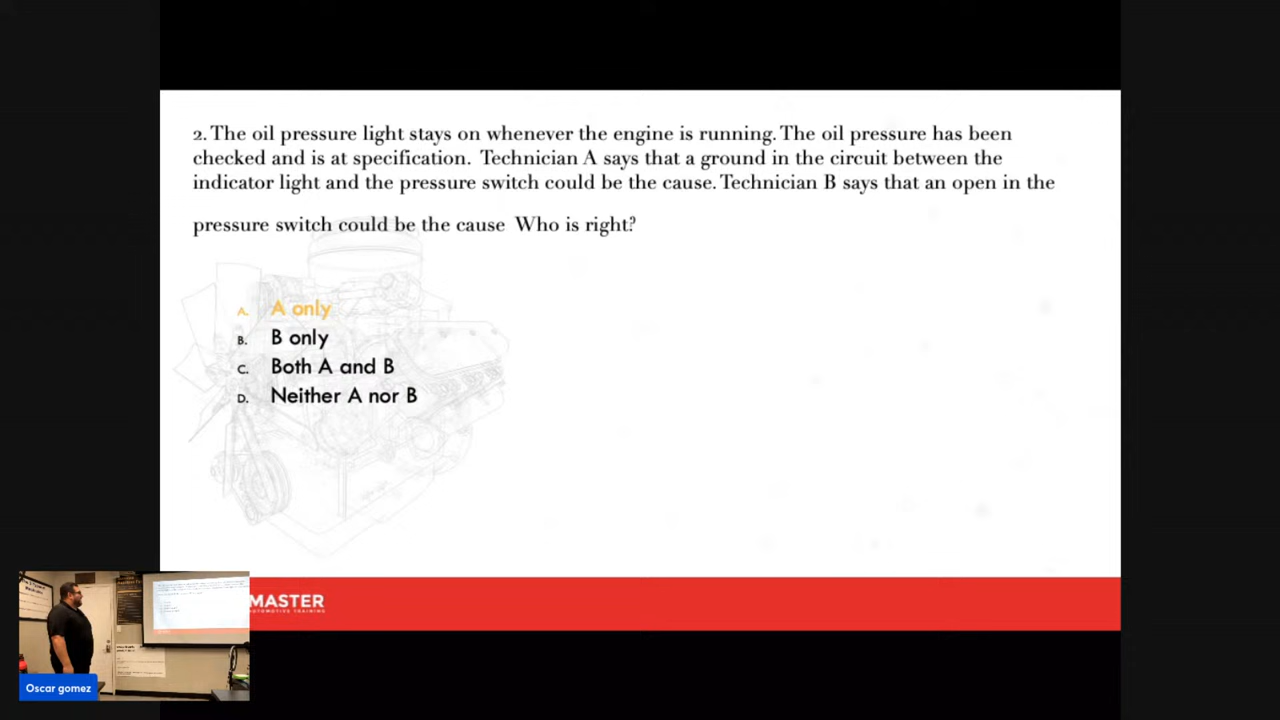 2. The oil pressure light stays on whenever the engine is running. The oil pressure has been
checked and is at specification. Technician A says that a ground in the circuit between the
indicator light and the pressure switch could be the cause. Technician B says that an open in the
pressure switch could be the cause Who is right?
A. A only
B. B only
C. Both A and B
D. Neither A nor B
MASTER
AUTOMOTIVE TRAINING
Oscar gomez